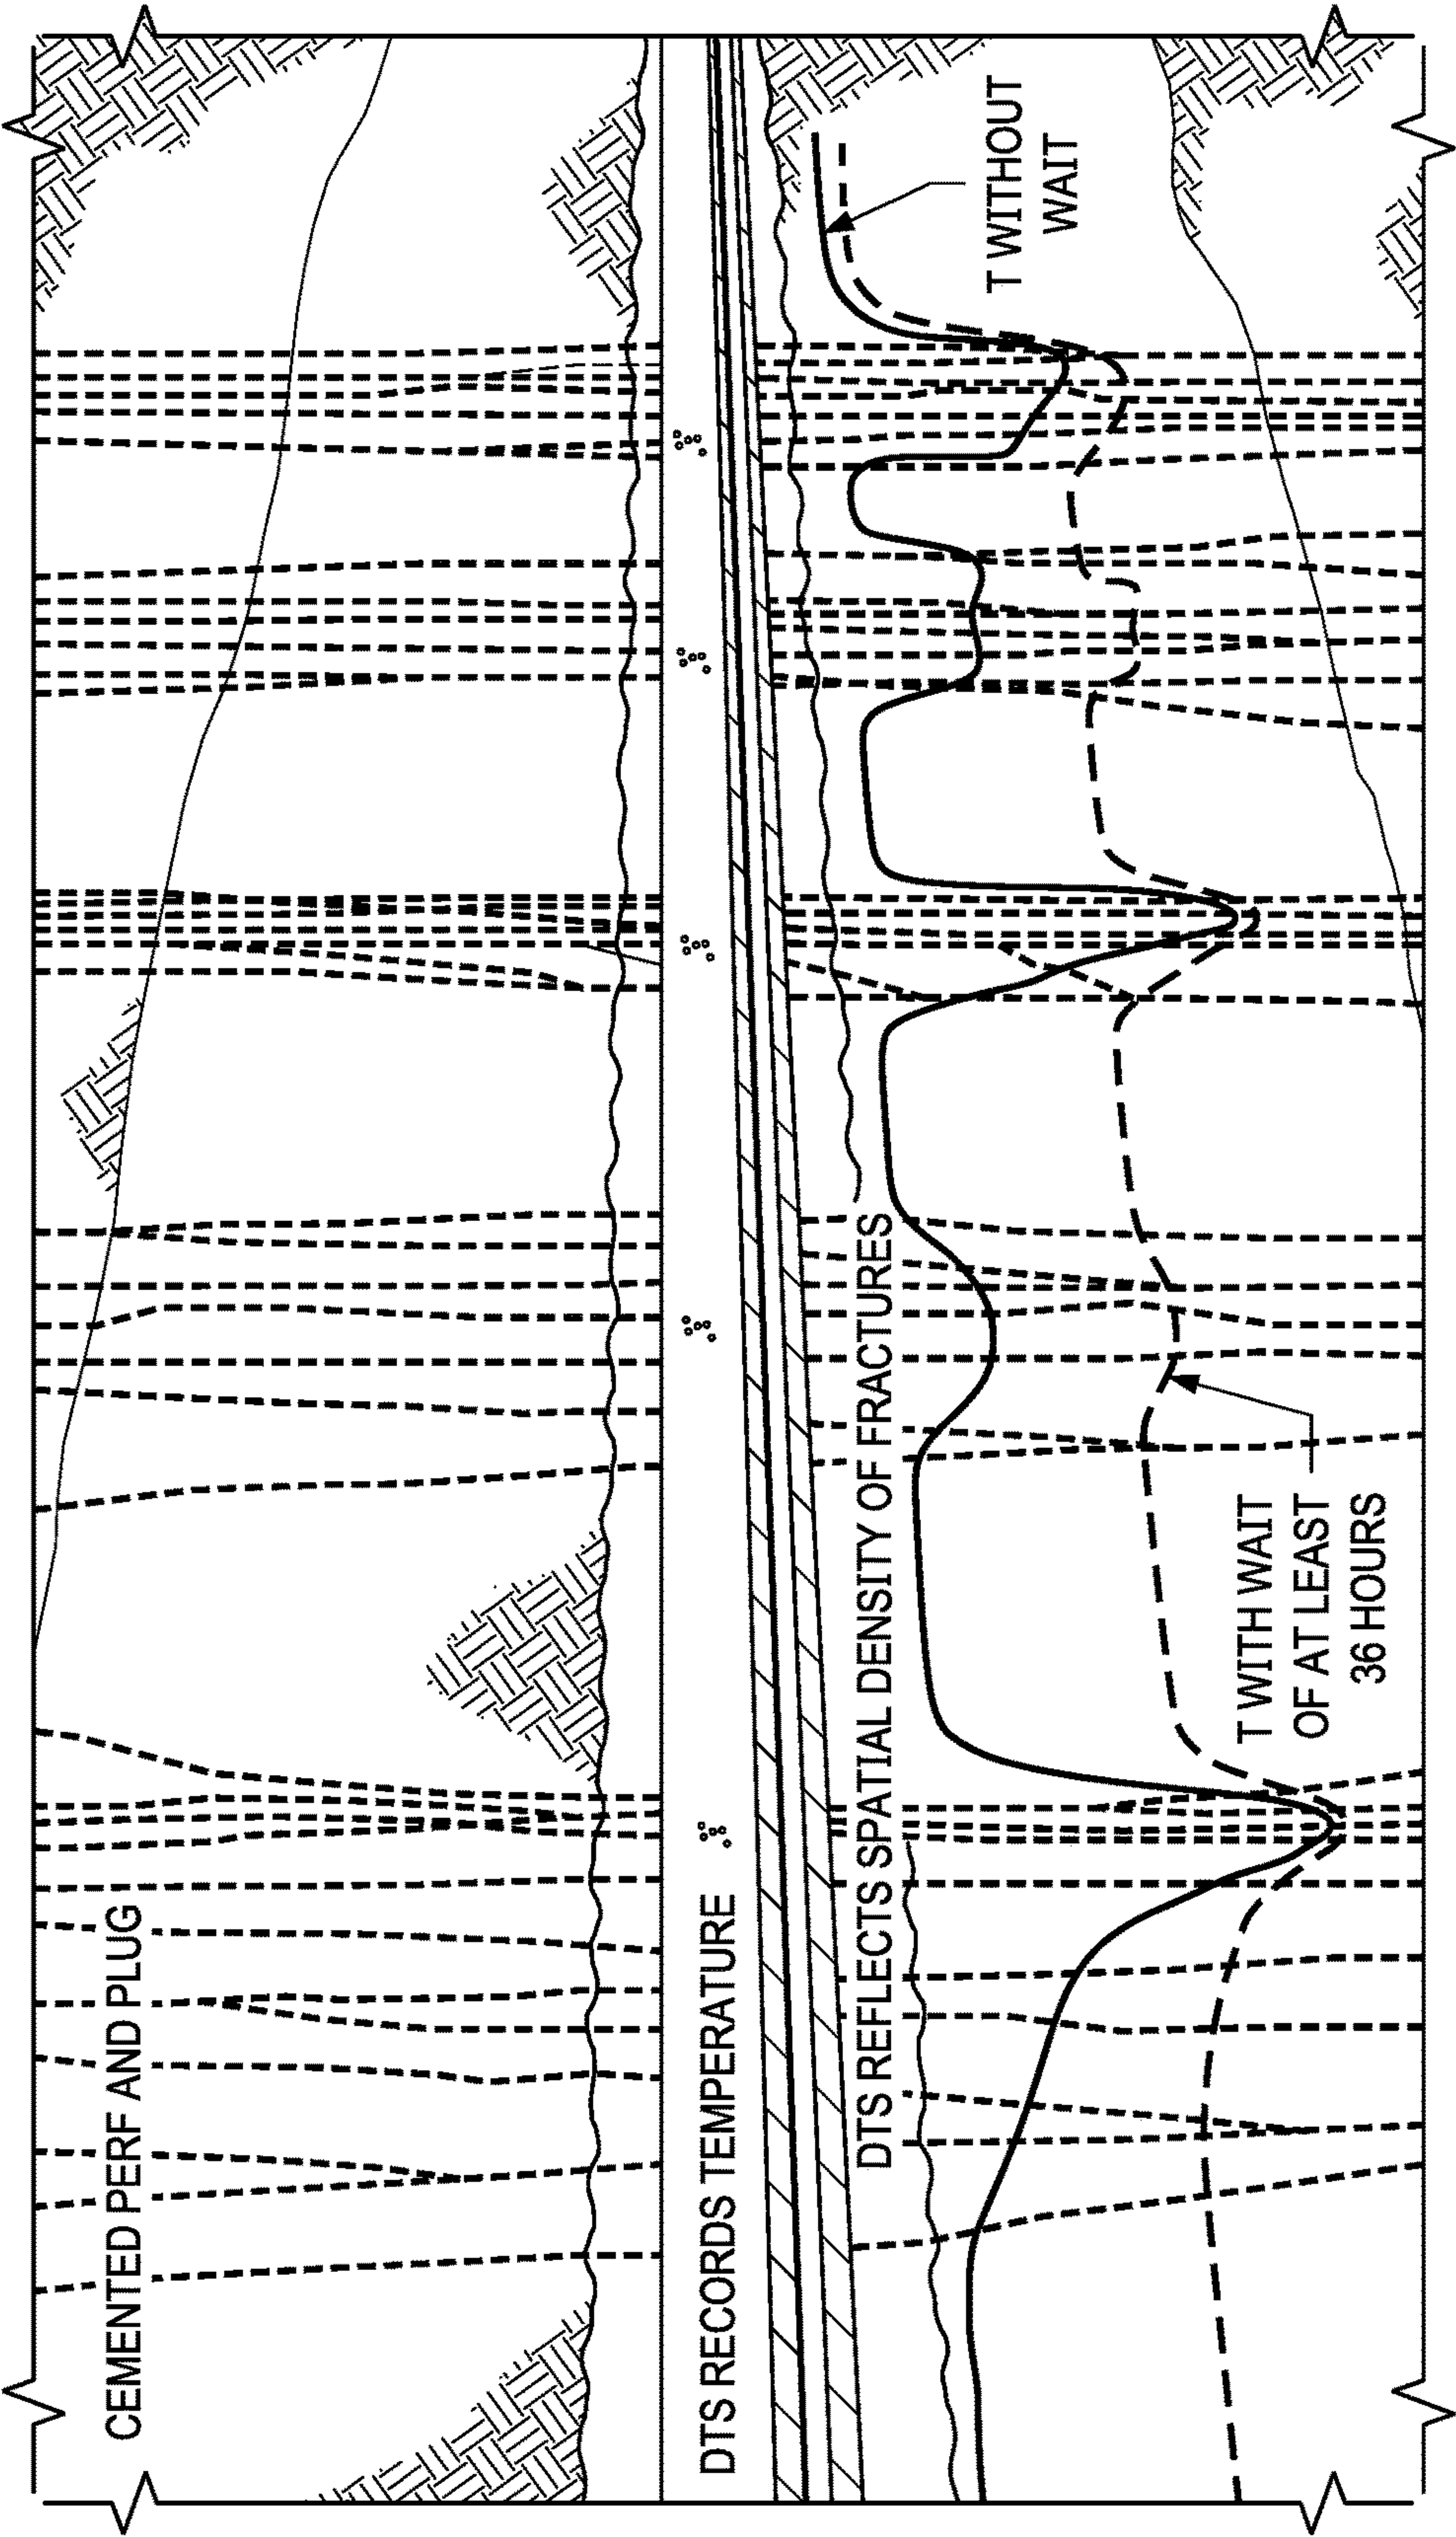 CEMENTED PERF AND PLUG
DTS RECORDS TEMPERATURE
DTS REFLECTS SPATIAL DENSITY OF FRACTURES
T WITHOUT
WAIT
T WITH WAIT
OF AT LEAST
36 HOURS